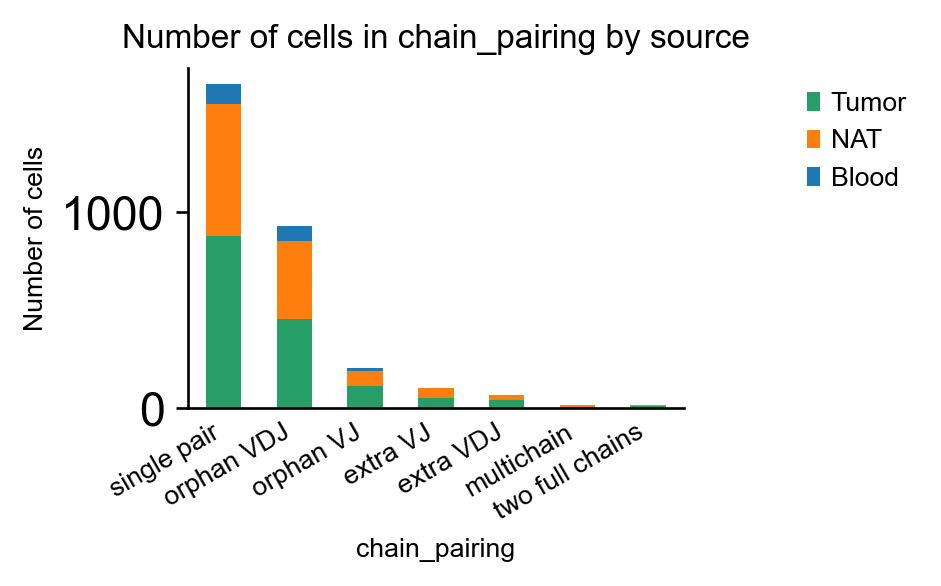 Number of cells in chain_pairing by source
Tumor
NAT
Blood
Number of cells
1000
0
single pair
orphan VDJ
orphan VJ
extra VJ
extra VDJ
multichain
two full chains
chain_pairing